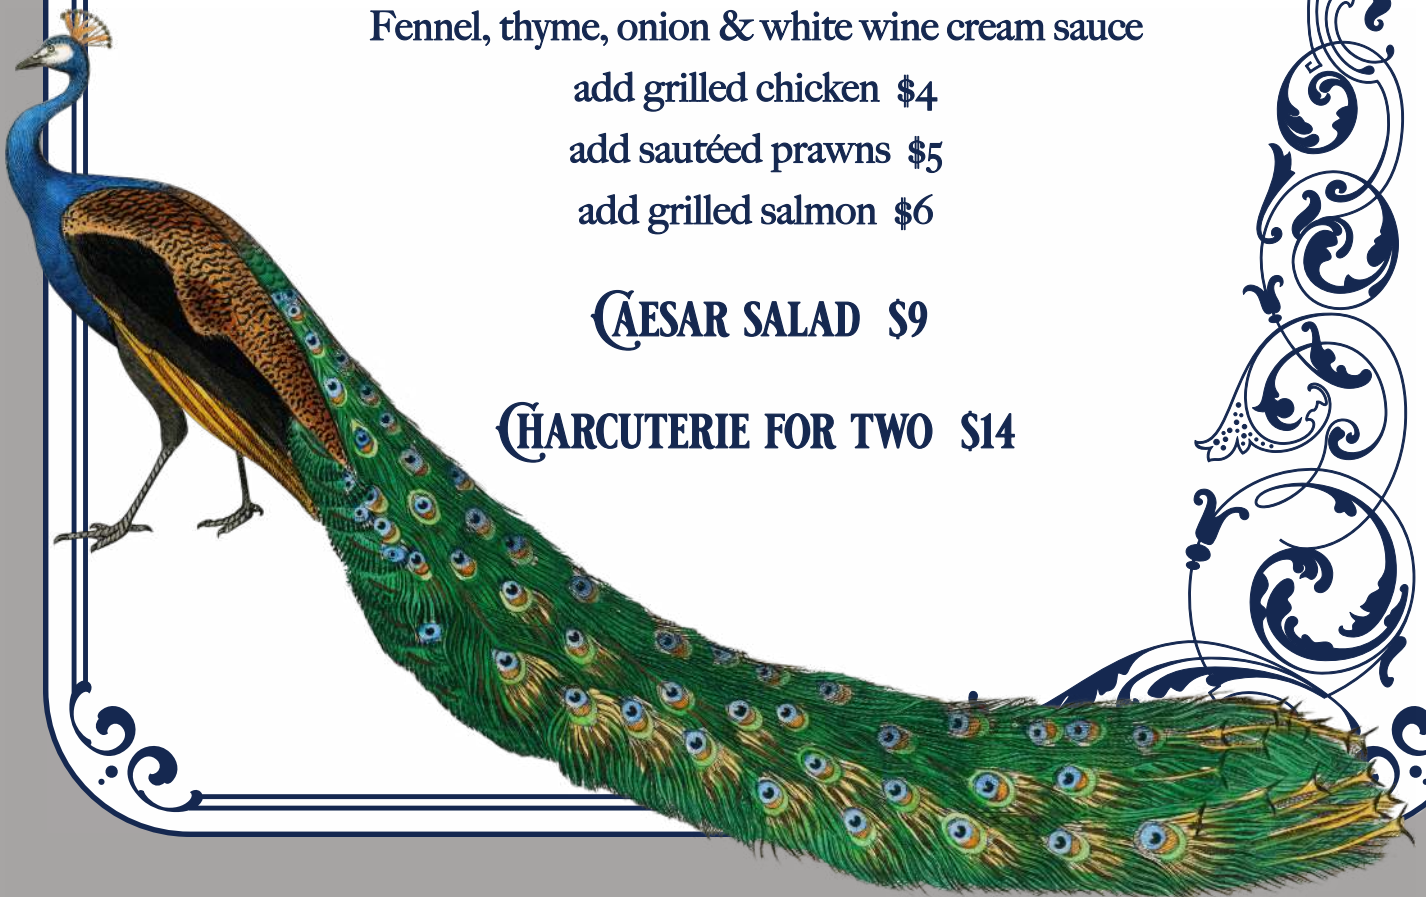 Fennel, thyme, onion & white wine cream sauce
add grilled chicken $4
add sautéed prawns $5
add grilled salmon $6
CAESAR SALAD $9
CHARCUTERIE FOR TWO $14